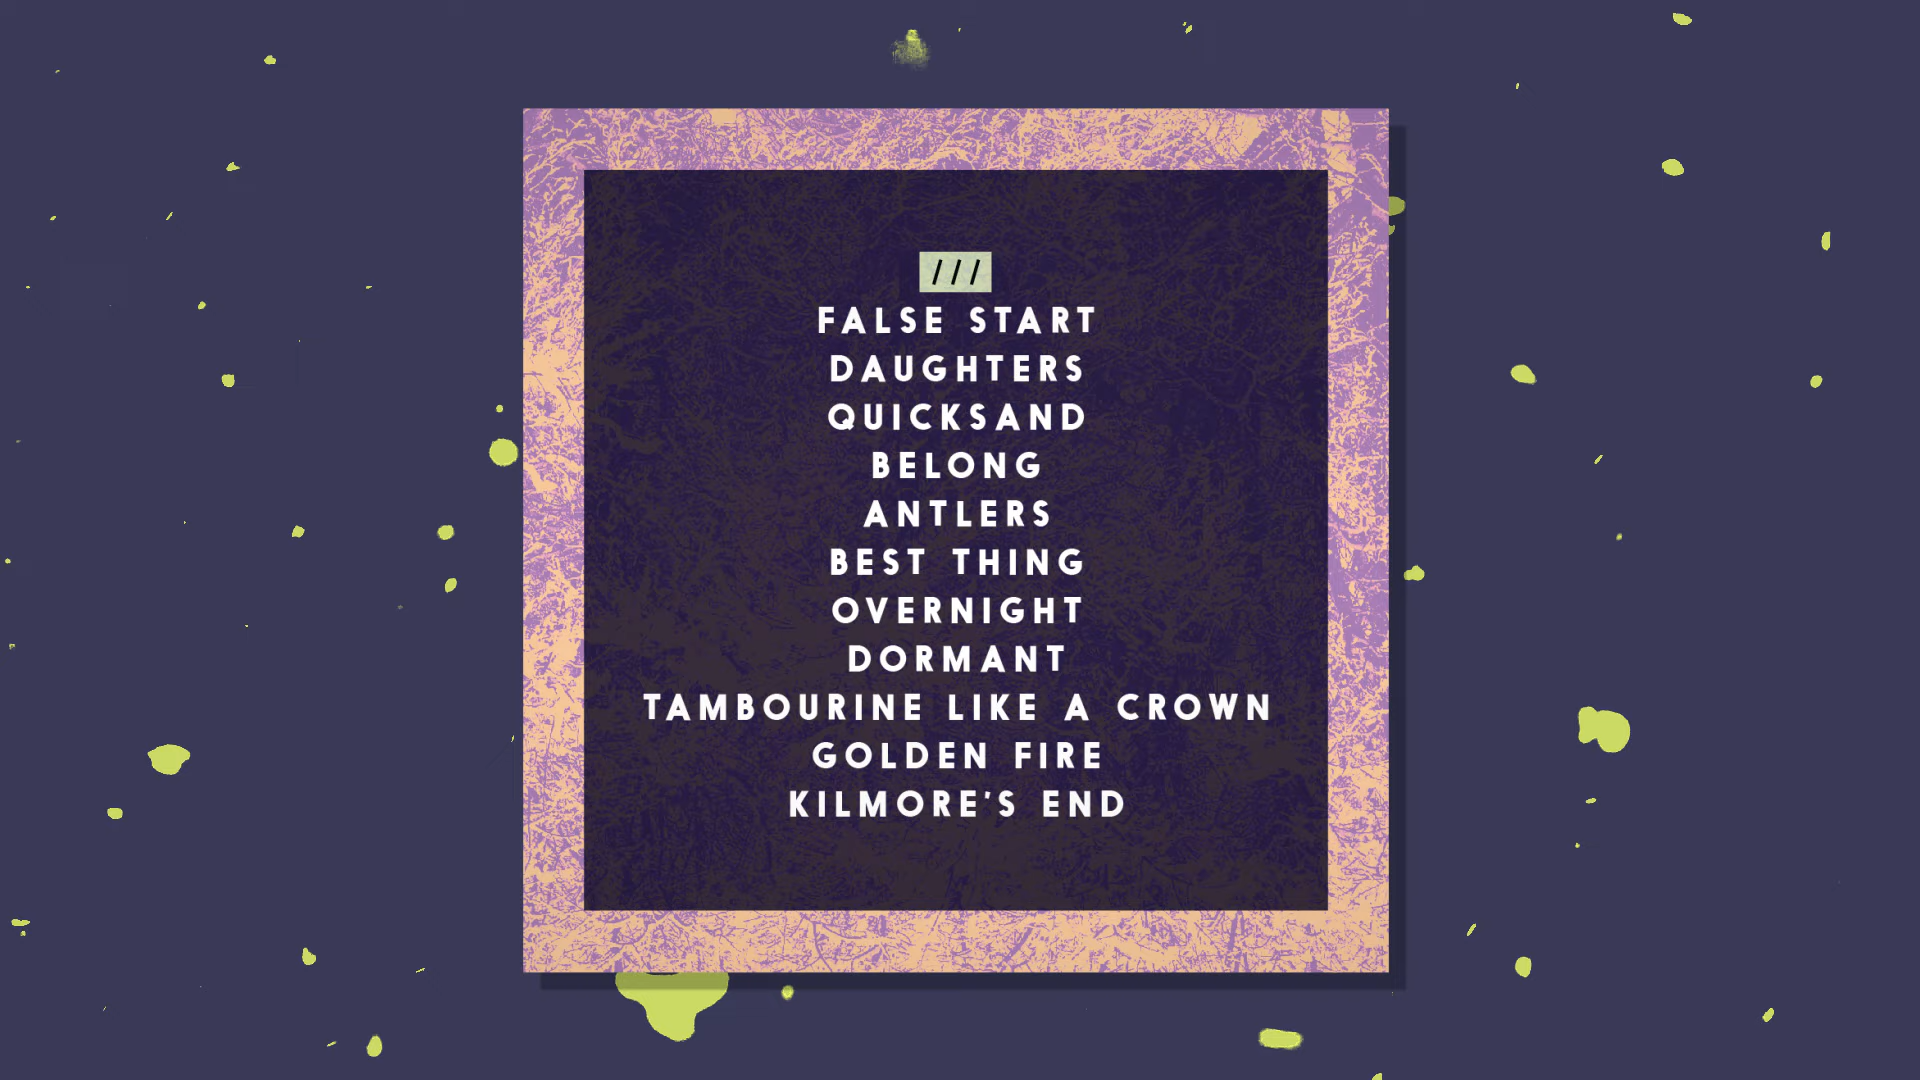 ///
FALSE START
DAUGHTERS
QUICKSAND
BELONG
ANTLERS
BEST THING
OVERNIGHT
DORMANT
TAMBOURINE LIKE A CROWN
GOLDEN FIRE
KILMORE'S END